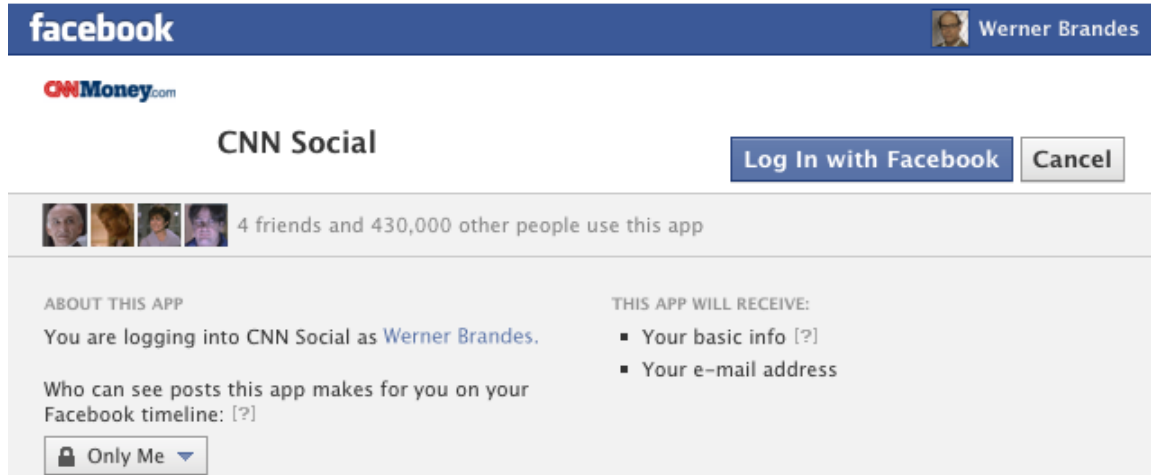 facebook
Werner Brandes
CNNMoney.com
CNN Social
Log In with Facebook
Cancel
4 friends and 430,000 other people use this app
ABOUT THIS APP
You are logging into CNN Social as Werner Brandes.
Who can see posts this app makes for you on your
Facebook timeline: [?]
Only Me
THIS APP WILL RECEIVE:
Your basic info [?]
Your e-mail address